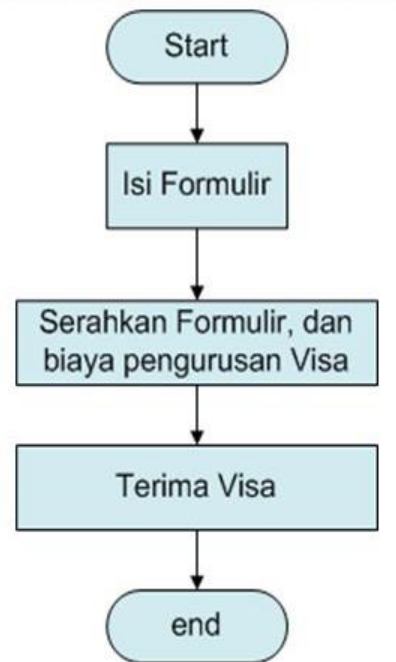 Start
Isi Formulir
Serahkan Formulir, dan
biaya pengurusan Visa
Terima Visa
end